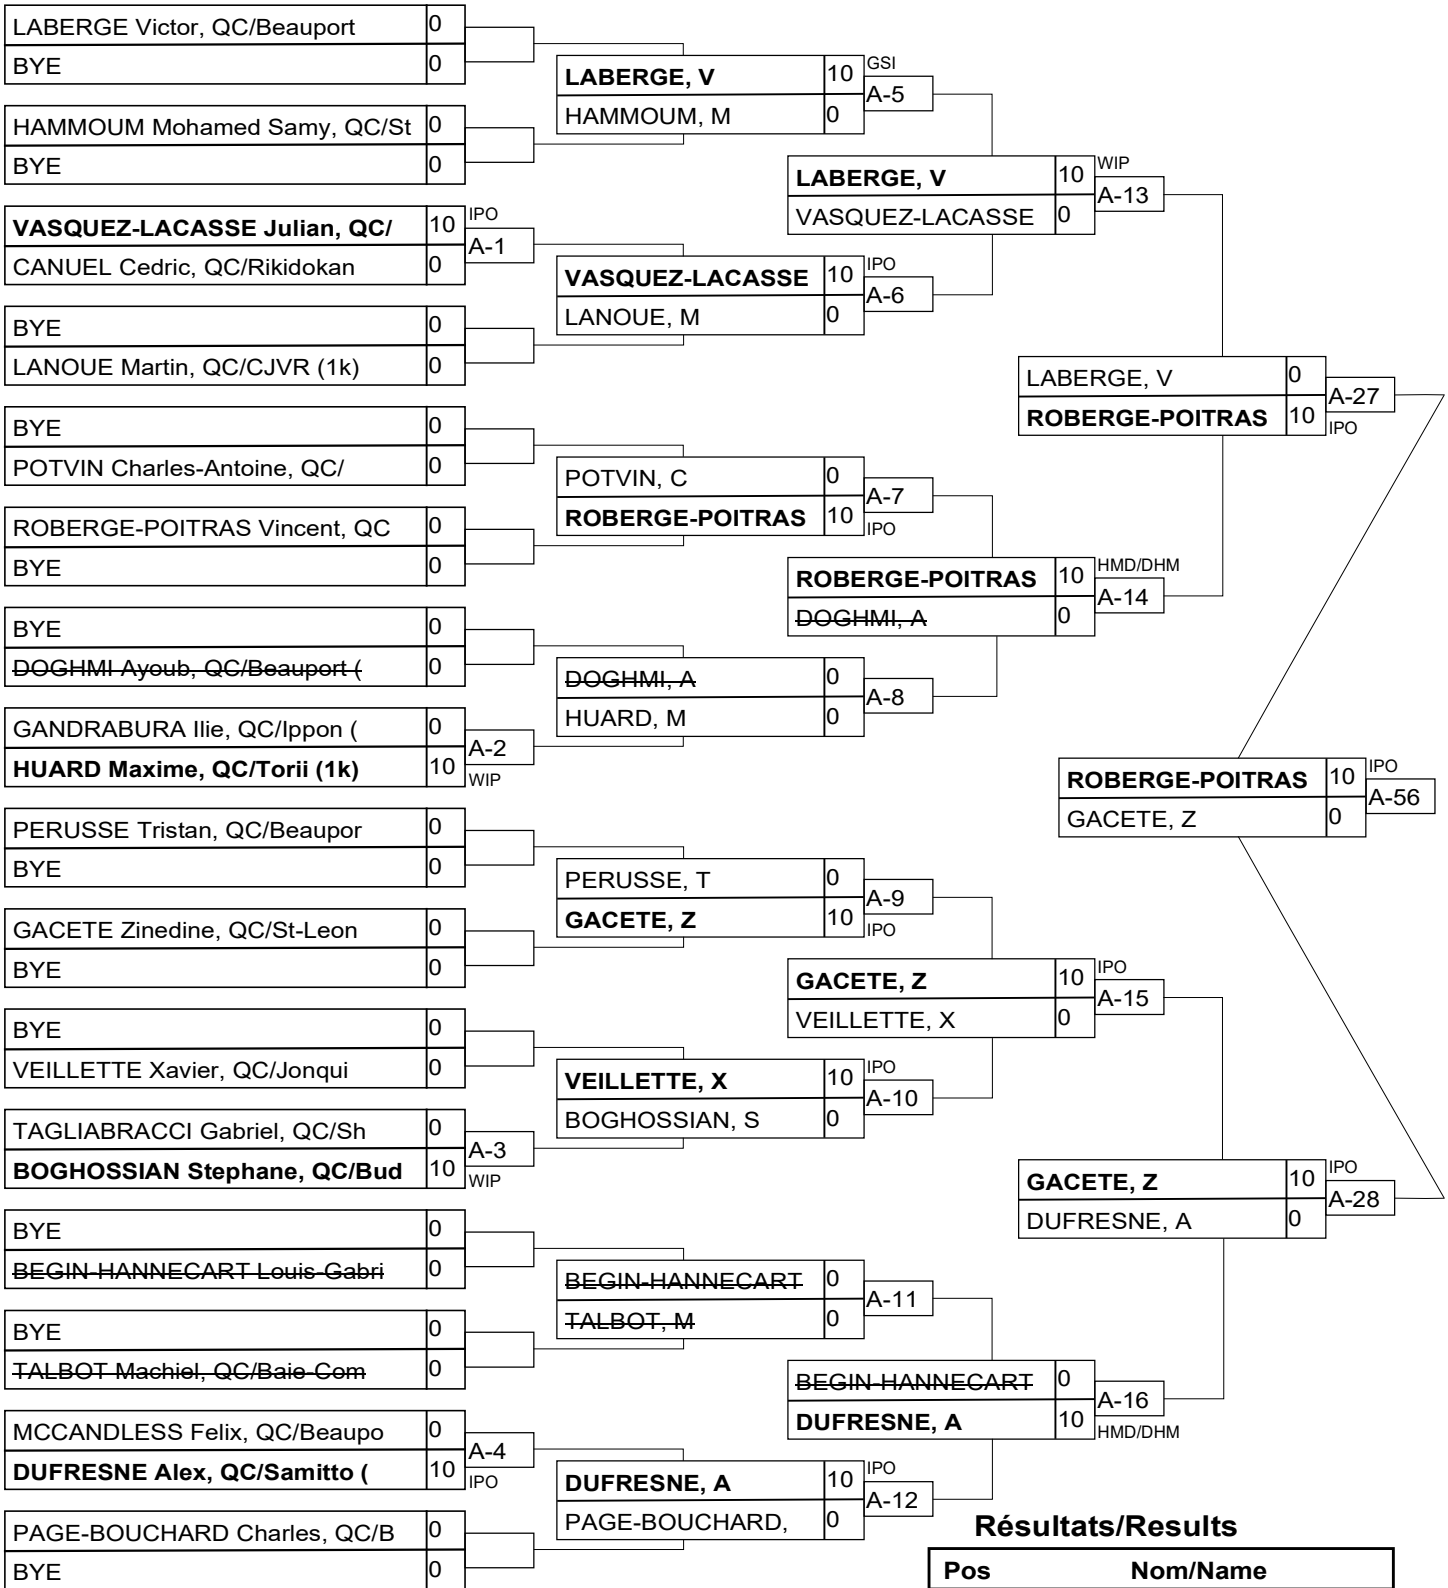 LABERGE Victor, QC/Beauport 0
BYE 0
HAMMOUM Mohamed Samy, QC/St 0
BYE 0
VASQUEZ-LACASSE Julian, QC/ 10 IPO
A-1
CANUEL Cedric, QC/Rikidokan 0
BYE 0
LANOUE Martin, QC/CJVR (1k) 0
BYE 0
POTVIN Charles-Antoine, QC/ 0
ROBERGE-POITRAS Vincent, QC 0
BYE 0
BYE 0
DOGHMI Ayoub, QC/Beauport ( 0
GANDRABURA Ilie, QC/Ippon ( 0
A-2
HUARD Maxime, QC/Torii (1k) 10 WIP
PERUSSE Tristan, QC/Beaupor 0
BYE 0
GACETE Zinedine, QC/St-Leon 0
BYE 0
BYE 0
VEILLETTE Xavier, QC/Jonqui 0
TAGLIABRACCI Gabriel, QC/Sh 0
A-3
BOGHOSSIAN Stephane, QC/Bud 10 WIP
BYE 0
BEGIN-HANNECART Louis-Gabri 0
BYE 0
TALBOT Machiel, QC/Baie-Com 0
MCCANDLESS Felix, QC/Beaupo 0
A-4
DUFRESNE Alex, QC/Samitto ( 10 IPO
PAGE-BOUCHARD Charles, QC/B 0
BYE 0
LABERGE, V 10 GSI
A-5
HAMMOUM, M 0
VASQUEZ-LACASSE 10 IPO
A-6
LANOUE, M 0
POTVIN, C 0
A-7
ROBERGE-POITRAS 10 IPO
DOGHMI, A 0
A-8
HUARD, M 0
PERUSSE, T 0
A-9
GACETE, Z 10 IPO
VEILLETTE, X 10 IPO
A-10
BOGHOSSIAN, S 0
BEGIN-HANNECART 0
A-11
TALBOT, M 0
DUFRESNE, A 10 IPO
A-12
PAGE-BOUCHARD, 0
LABERGE, V 10 WIP
A-13
VASQUEZ-LACASSE 0
ROBERGE-POITRAS 10 HMD/DHM
A-14
DOGHMI, A 0
GACETE, Z 10 IPO
A-15
VEILLETTE, X 0
BEGIN-HANNECART 0
A-16
DUFRESNE, A 10 HMD/DHM
LABERGE, V 0
A-27
ROBERGE-POITRAS 10 IPO
GACETE, Z 10 IPO
A-28
DUFRESNE, A 0
ROBERGE-POITRAS 10 IPO
A-56
GACETE, Z 0
Résultats/Results
Pos Nom/Name